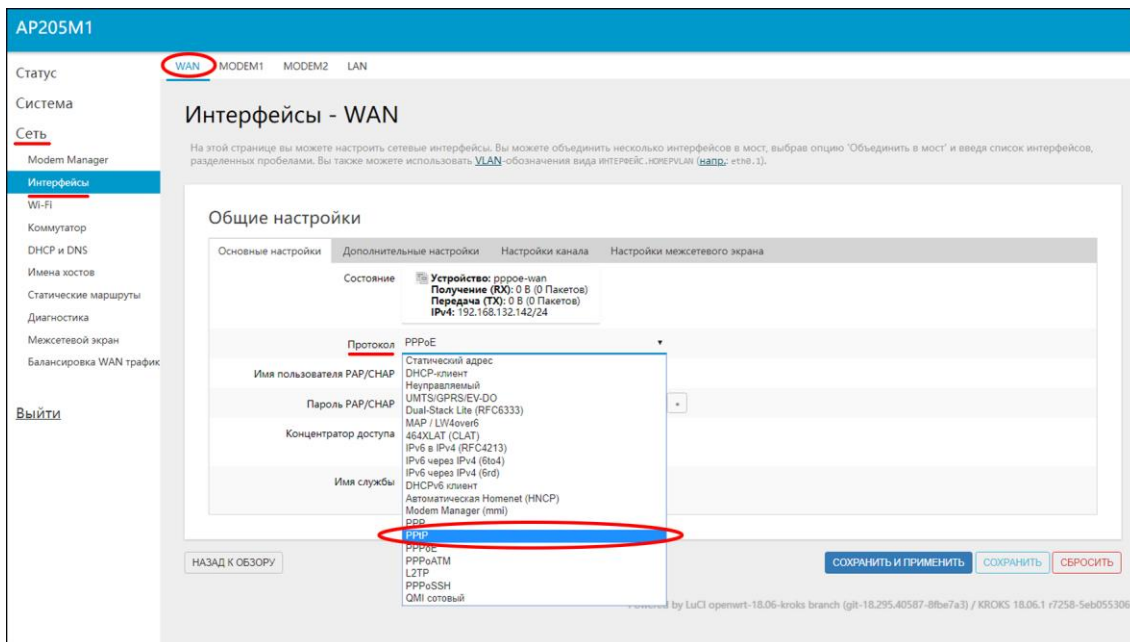 AP205M1
Статус
Система
Сеть
Modem Manager
Интерфейсы
Wi-Fi
Коммутатор
DHCP и DNS
Имена хостов
Статические маршруты
Диагностика
Межсетевой экран
Балансировка WAN трафик
Выйти
WAN MODEM1 MODEM2 LAN
Интерфейсы - WAN
На этой странице вы можете настроить сетевые интерфейсы. Вы можете объединить несколько интерфейсов в мост, выбрав опцию 'Объединить в мост' и введя список интерфейсов,
разделенных пробелами. Вы также можете использовать VLAN-обозначения вида ИНТЕРФЕЙС.НОМЕРVLAN (напр.: eth0.1).
Общие настройки
Основные настройки Дополнительные настройки Настройки канала Настройки межсетевого экрана
Состояние
Устройство: pppoe-wan
Получение (RX): 0 B (0 Пакетов)
Передача (TX): 0 B (0 Пакетов)
IPv4: 192.168.132.142/24
Протокол PPPoE
Имя пользователя PAP/CHAP
Пароль PAP/CHAP
Концентратор доступа
Имя службы
Статический адрес
DHCP-клиент
Неуправляемый
UMTS/GPRS/EV-DO
Dual-Stack Lite (RFC6333)
MAP / LW4over6
464XLAT (CLAT)
IPv6 в IPv4 (RFC4213)
IPv6 через IPv4 (6to4)
IPv6 через IPv4 (6rd)
DHCPv6 клиент
Автоматическая Homenet (HNCP)
Modem Manager (mmi)
PPP
PPtP
PPPoE
PPPoATM
L2TP
PPPoSSH
QMI сотовый
НАЗАД К ОБЗОРУ
СОХРАНИТЬ И ПРИМЕНИТЬ СОХРАНИТЬ СБРОСИТЬ
by LuCI openwrt-18.06-kroks branch (git-18.295.40587-8fbe7a3) / KROKS 18.06.1 r7258-5eb055306